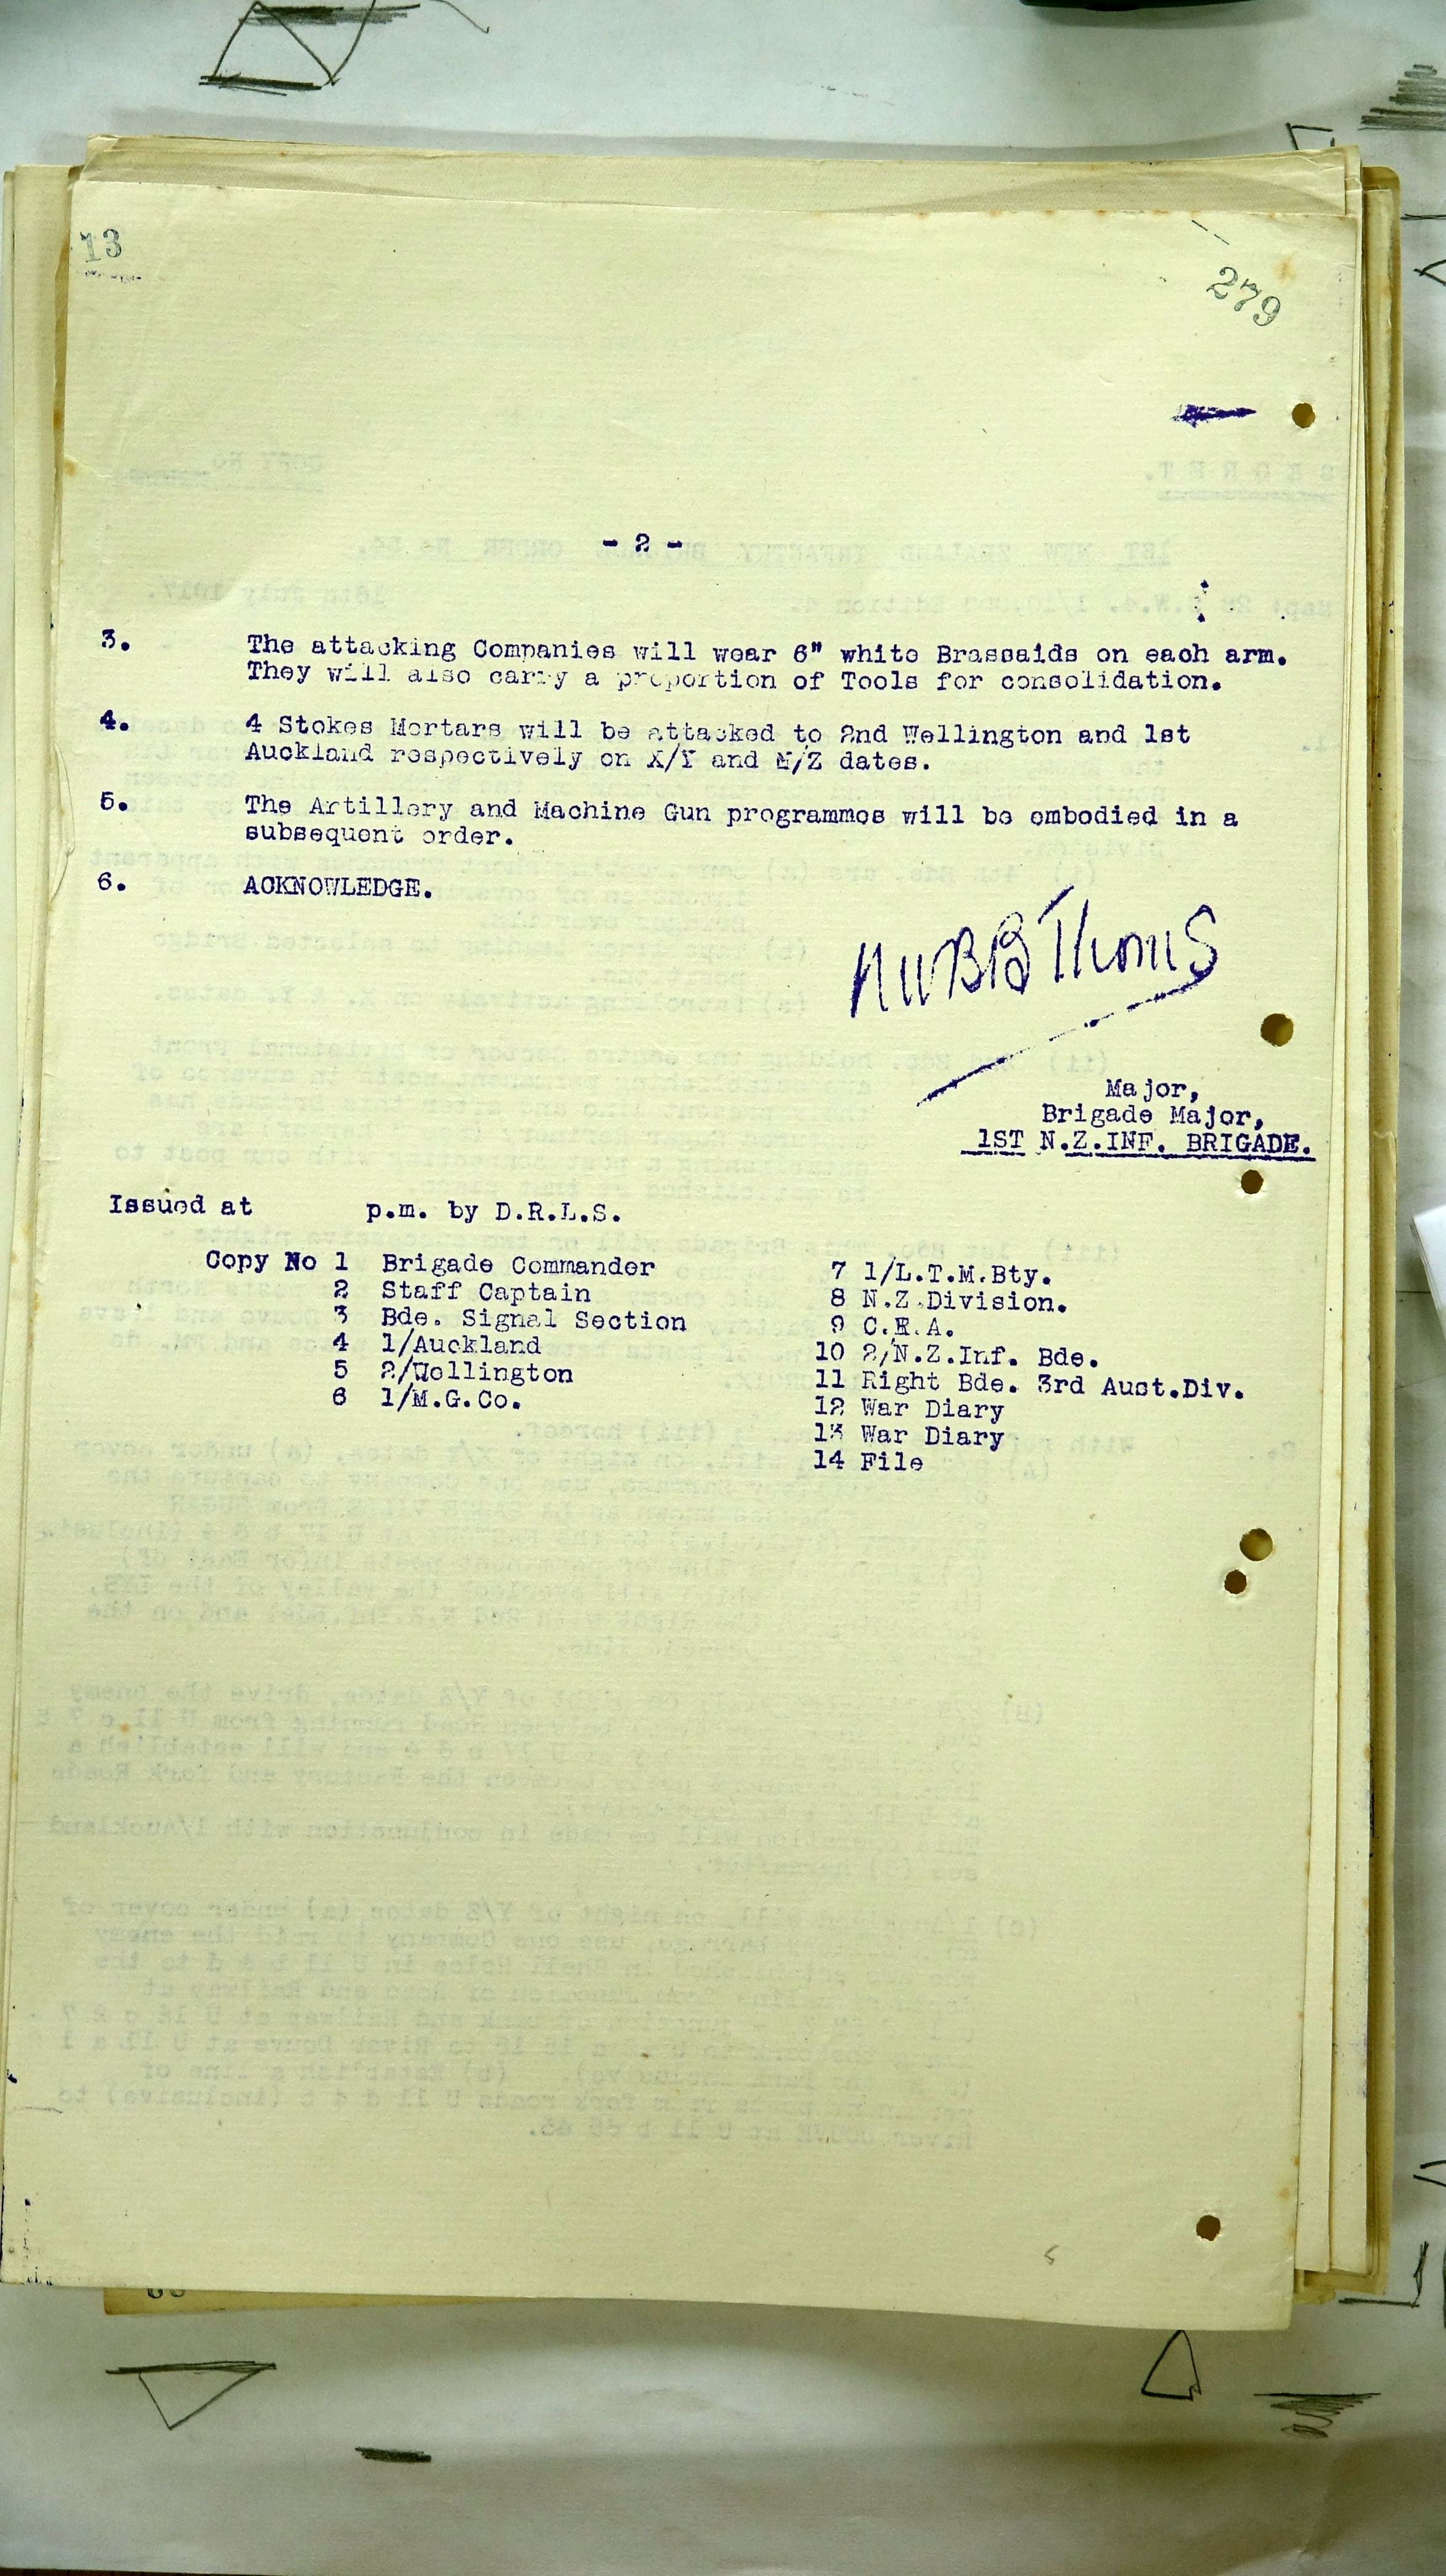 13
279
- 2 -
3. The attacking Companies will wear 6" white Brassaids on each arm.
They will also carry a proportion of Tools for consolidation.
4. 4 Stokes Mortars will be attacked to 2nd Wellington and 1st
Auckland respectively on X/Y and Y/Z dates.
5. The Artillery and Machine Gun programmes will be embodied in a
subsequent order.
6. ACKNOWLEDGE.
Major,
Brigade Major,
1ST N.Z.INF. BRIGADE.
Issued at p.m. by D.R.L.S.
Copy No 1 Brigade Commander
2 Staff Captain
3 Bde. Signal Section
4 1/Auckland
5 2/Wellington
6 1/M.G.Co.
7 1/L.T.M.Bty.
8 N.Z.Division.
9 C.R.A.
10 2/N.Z.Inf. Bde.
11 Right Bde. 3rd Aust.Div.
12 War Diary
13 War Diary
14 File